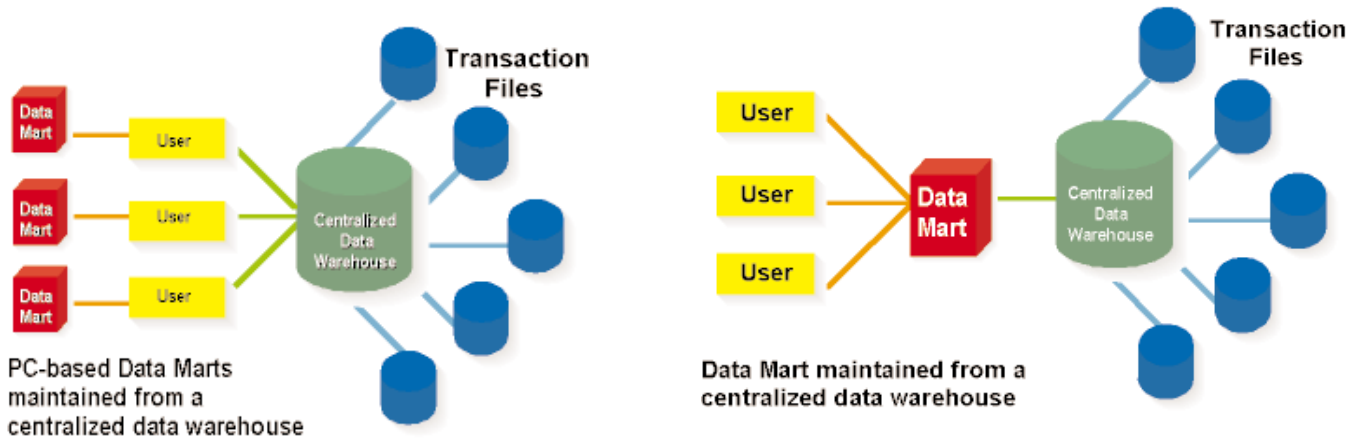 Transaction
Files
Data
Mart
User
Data
Mart
User
Data
Mart
User
Centralized
Data
Warehouse
PC-based Data Marts
maintained from a
centralized data warehouse
Transaction
Files
User
User
User
Data
Mart
Centralized
Data
Warehouse
Data Mart maintained from a
centralized data warehouse